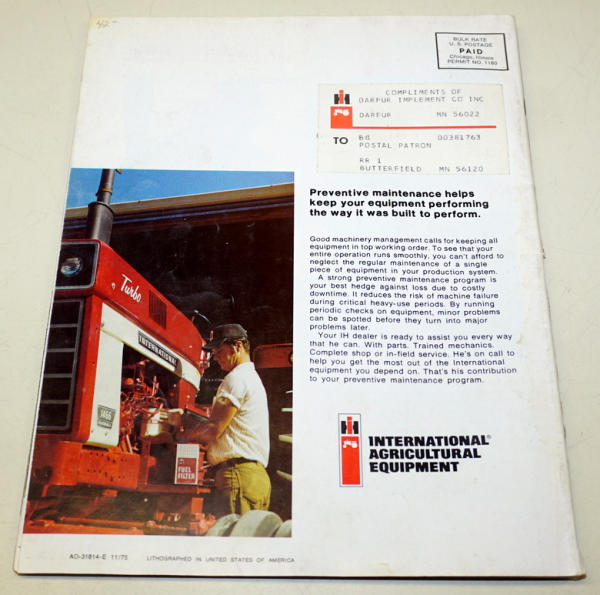 BULK RATE
U. S. POSTAGE
PAID
Chicago, Illinois
PERMIT NO. 1180
COMPLIMENTS OF
DARFUR IMPLEMENT CO INC
DARFUR MN 56022
TO BG 00381763
POSTAL PATRON
RR 1
BUTTERFIELD MN 56120
Preventive maintenance helps
keep your equipment performing
the way it was built to perform.
Good machinery management calls for keeping all
equipment in top working order. To see that your
entire operation runs smoothly, you can't afford to
neglect the regular maintenance of a single
piece of equipment in your production system.
A strong preventive maintenance program is
your best hedge against loss due to costly
downtime. It reduces the risk of machine failure
during critical heavy-use periods. By running
periodic checks on equipment, minor problems
can be spotted before they turn into major
problems later.
Your IH dealer is ready to assist you every way
that he can. With parts. Trained mechanics.
Complete shop or in-field service. He's on call to
help you get the most out of the International
equipment you depend on. That's his contribution
to your preventive maintenance program.
Turbo
INTERNATIONAL
1466
FUEL
FILTER
IH
INTERNATIONAL®
AGRICULTURAL
EQUIPMENT
AD-31814-E 11/75 LITHOGRAPHED IN UNITED STATES OF AMERICA